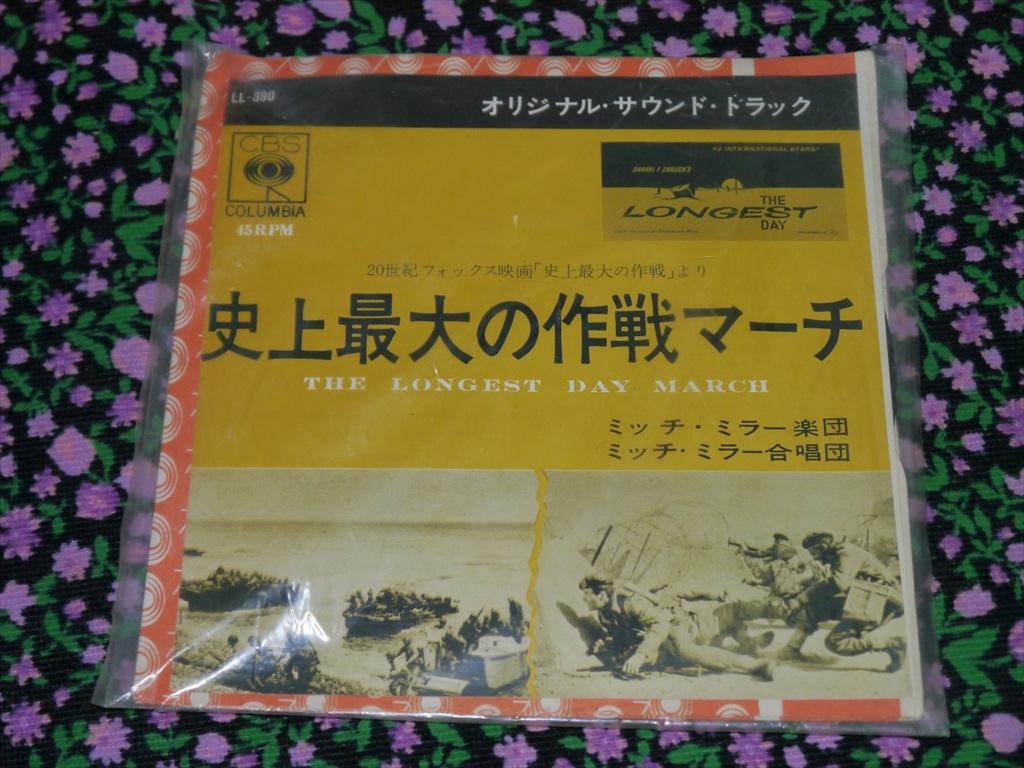 LL-390
オリジナル・サウンド・トラック
CBS
COLUMBIA
45RPM
42 INTERNATIONAL STARS!
DARRYL F. ZANUCK'S
THE
LONGEST
DAY
20世紀フォックス映画「史上最大の作戦」より
史上最大の作戦マーチ
THE LONGEST DAY MARCH
ミッチ・ミラー楽団
ミッチ・ミラー合唱団